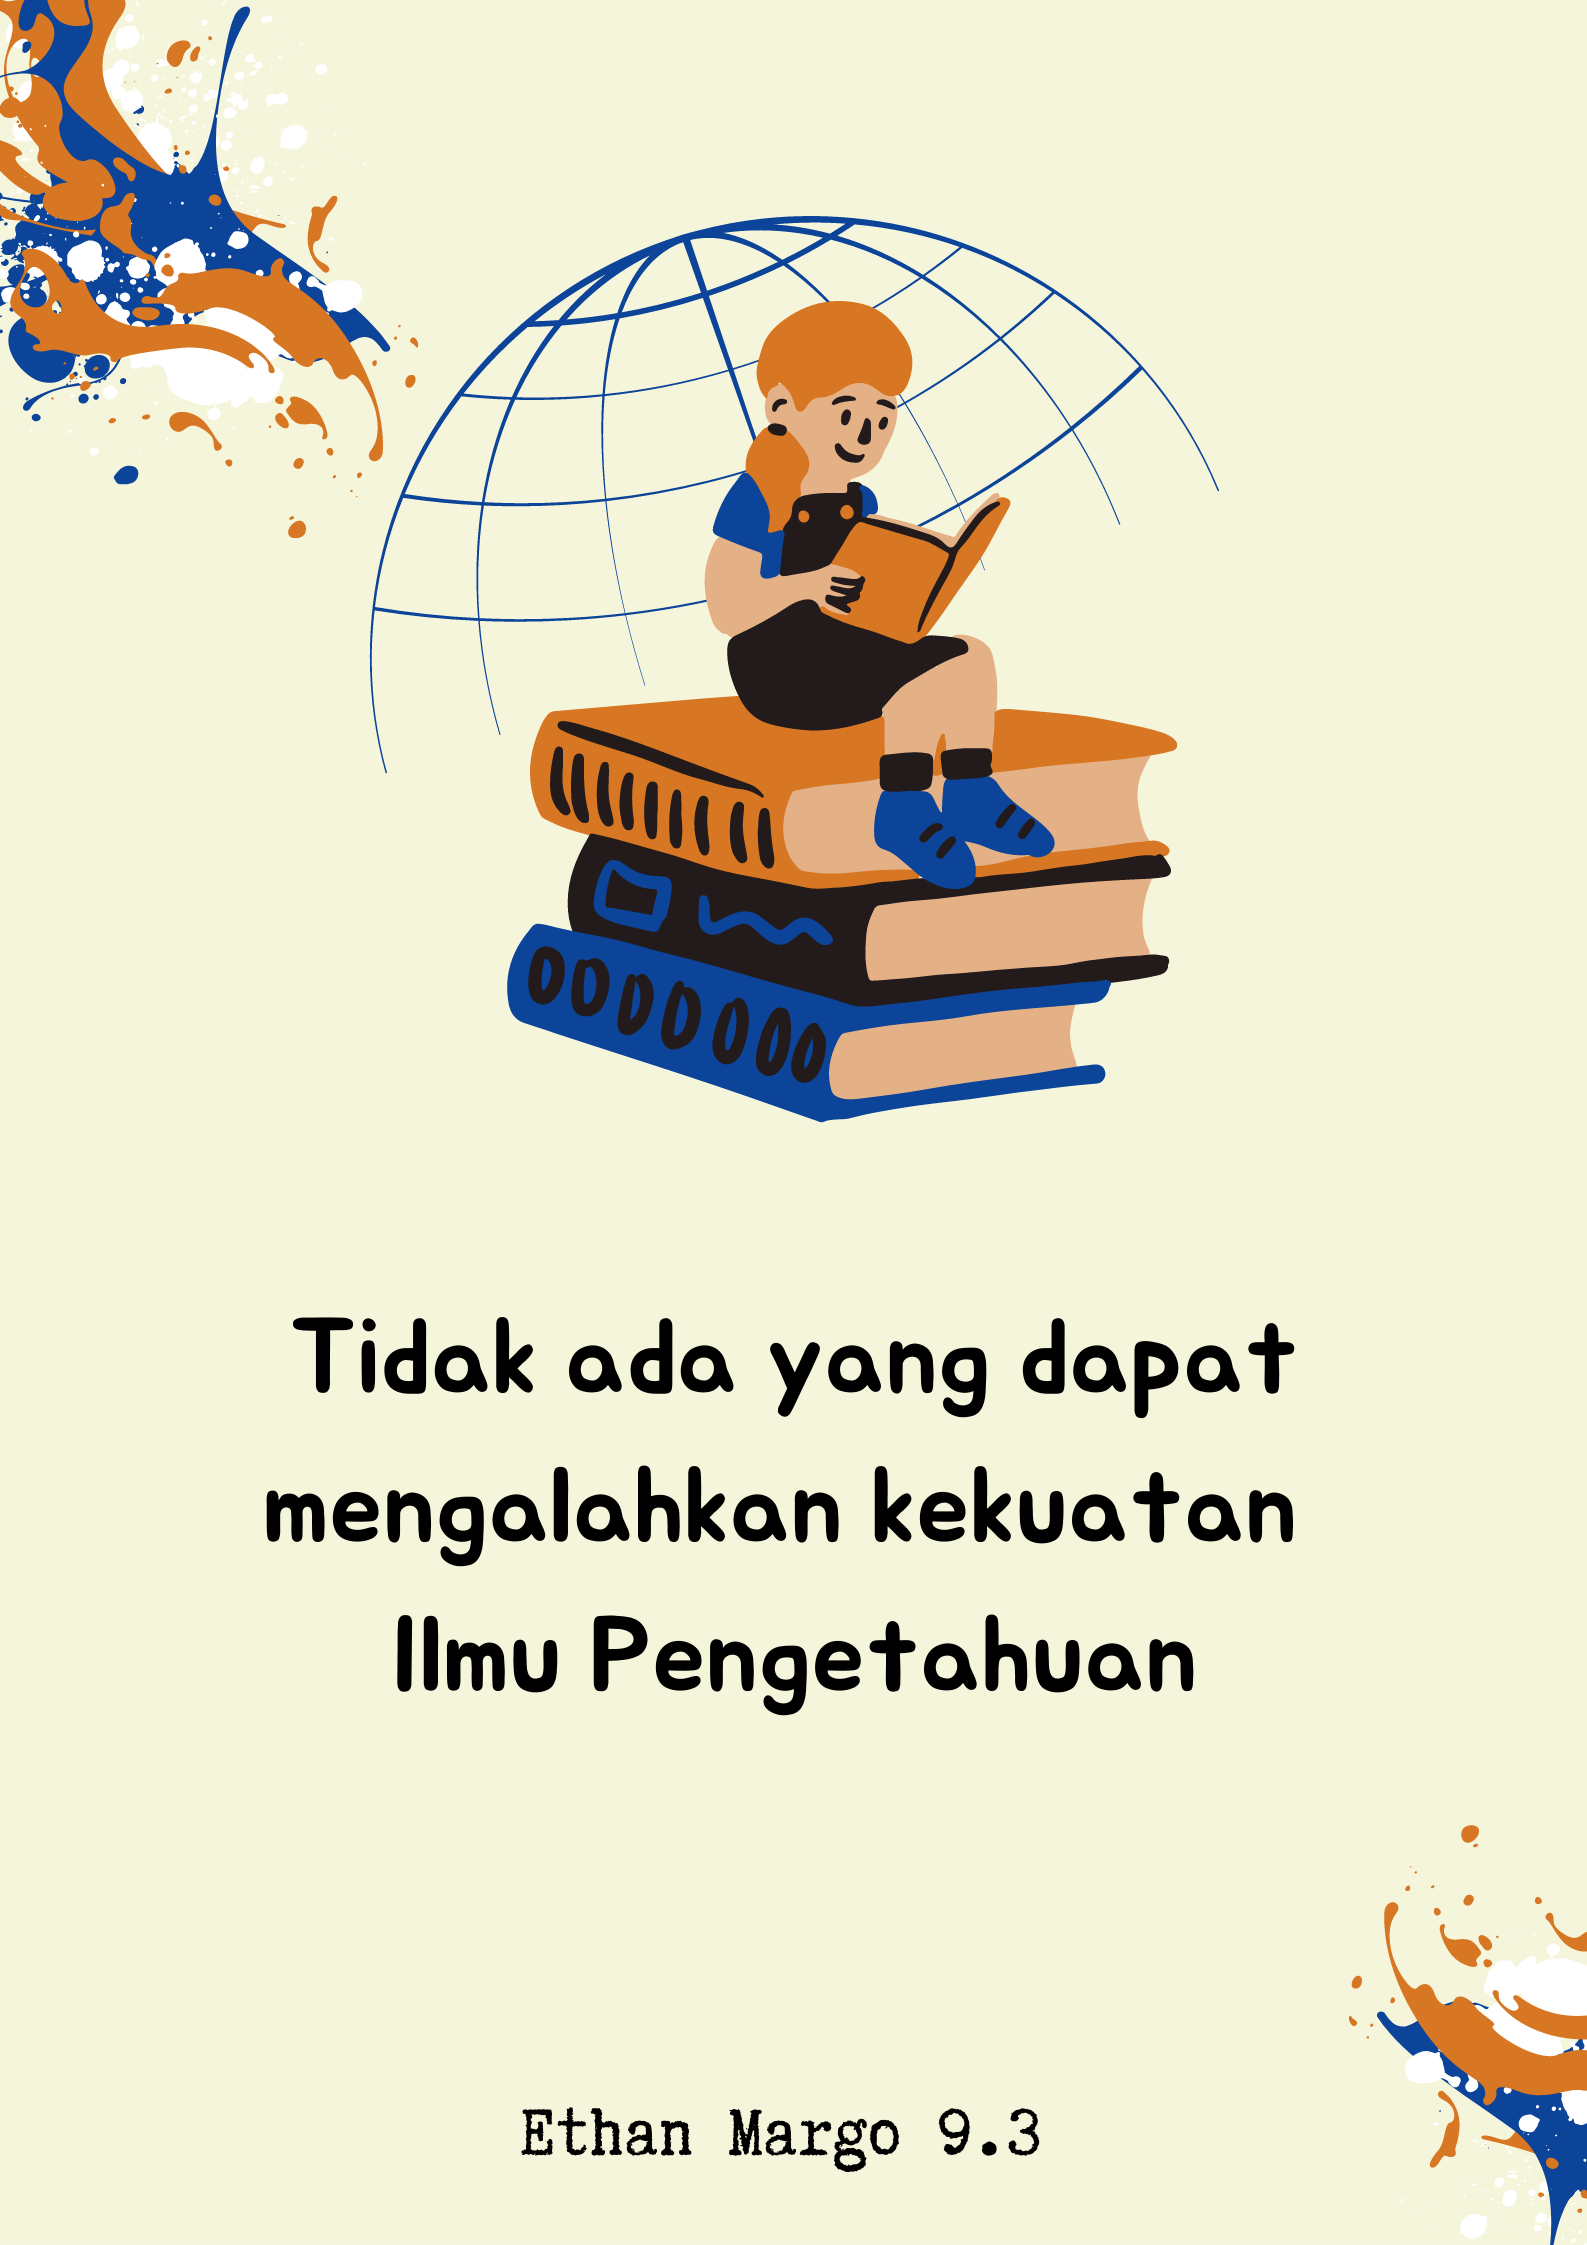 Tidak ada yang dapat
mengalahkan kekuatan
Ilmu Pengetahuan
Ethan Margo 9.3